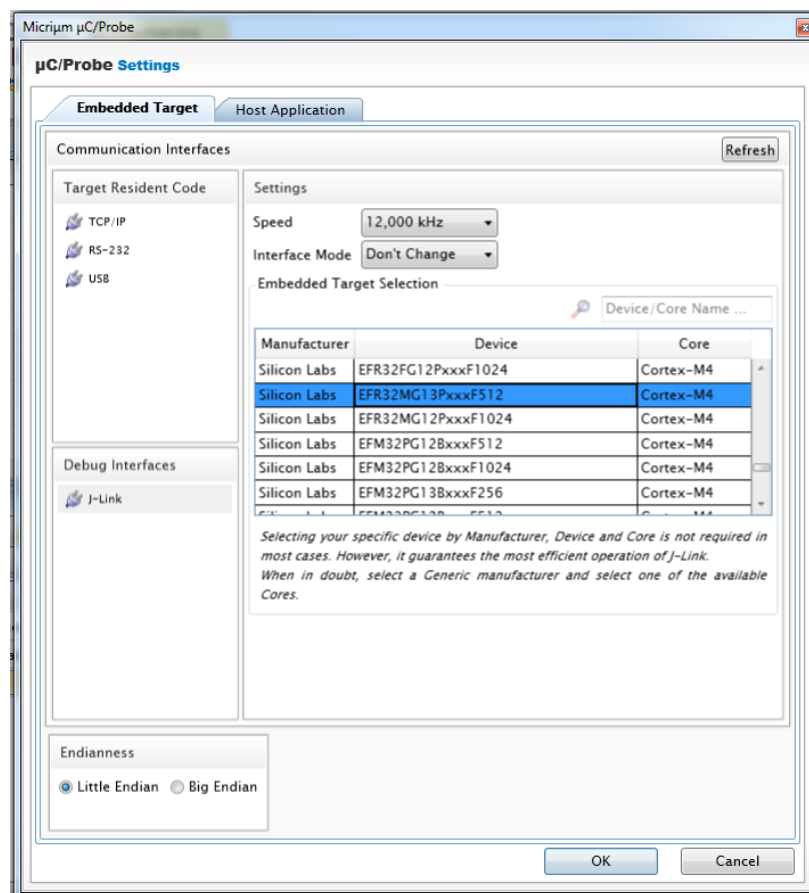 Micriµm µC/Probe
µC/Probe Settings
Embedded Target
Host Application
Communication Interfaces
Refresh
Target Resident Code
TCP/IP
RS-232
USB
Debug Interfaces
J-Link
Settings
Speed 12,000 kHz
Interface Mode Don't Change
Embedded Target Selection
Device/Core Name ...
Manufacturer Device Core
Silicon Labs EFR32FG12PxxxF1024 Cortex-M4
Silicon Labs EFR32MG13PxxxF512 Cortex-M4
Silicon Labs EFR32MG12PxxxF1024 Cortex-M4
Silicon Labs EFM32PG12BxxxF512 Cortex-M4
Silicon Labs EFM32PG12BxxxF1024 Cortex-M4
Silicon Labs EFM32PG13BxxxF256 Cortex-M4
Selecting your specific device by Manufacturer, Device and Core is not required in
most cases. However, it guarantees the most efficient operation of J-Link.
When in doubt, select a Generic manufacturer and select one of the available
Cores.
Endianness
Little Endian Big Endian
OK Cancel